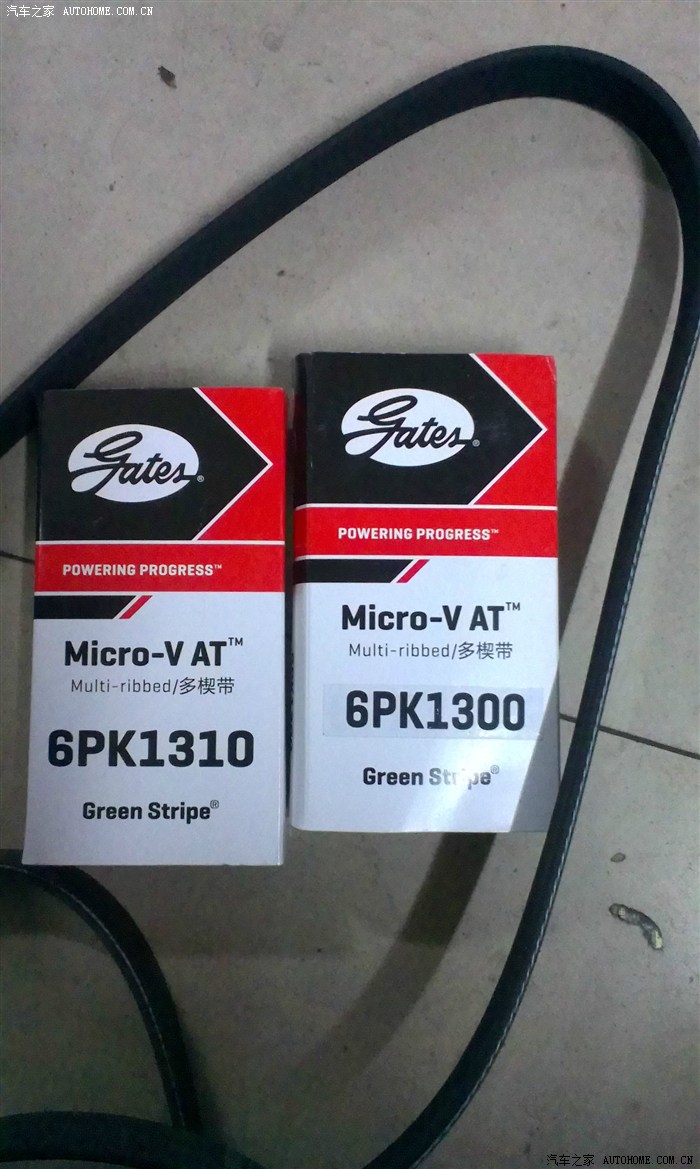 汽车之家 AUTOHOME.COM.CN
Gates®
POWERING PROGRESS™
Micro-V AT™
Multi-ribbed/多楔带
6PK1310
Green Stripe®
Gates®
POWERING PROGRESS™
Micro-V AT™
Multi-ribbed/多楔带
6PK1300
Green Stripe®
汽车之家 AUTOHOME.COM.CN